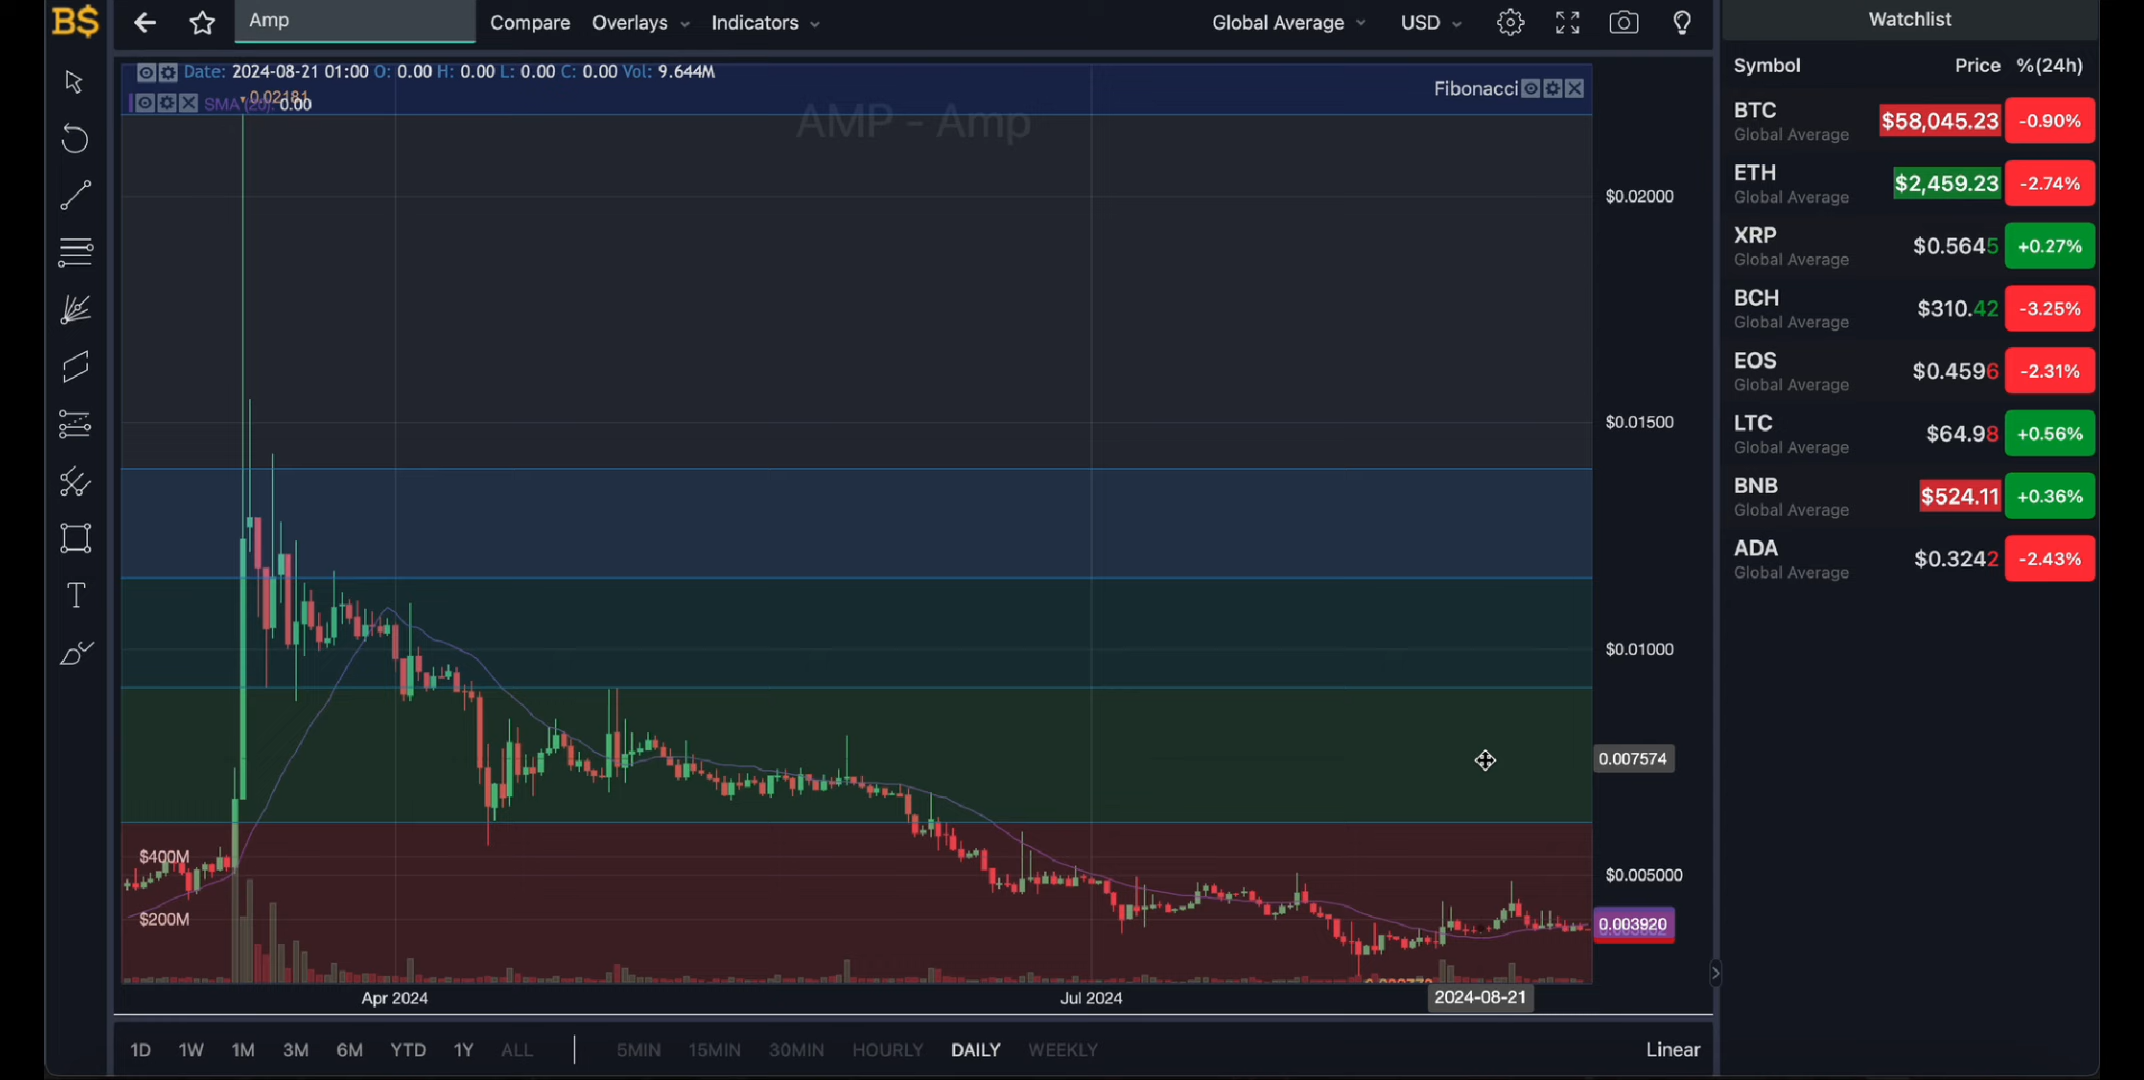 B$ Amp Compare Overlays Indicators Global Average USD Watchlist
Date: 2024-08-21 01:00 O: 0.00 H: 0.00 L: 0.00 C: 0.00 Vol: 9.644M
Fibonacci
SMA (20): 0.00
0.02181
AMP - Amp
$0.02000
$0.01500
$0.01000
0.007574
$0.005000
0.003920
$400M
$200M
Apr 2024 Jul 2024 2024-08-21
1D 1W 1M 3M 6M YTD 1Y ALL 5MIN 15MIN 30MIN HOURLY DAILY WEEKLY Linear
Symbol Price %(24h)
BTC $58,045.23 -0.90%
Global Average
ETH $2,459.23 -2.74%
Global Average
XRP $0.5645 +0.27%
Global Average
BCH $310.42 -3.25%
Global Average
EOS $0.4596 -2.31%
Global Average
LTC $64.98 +0.56%
Global Average
BNB $524.11 +0.36%
Global Average
ADA $0.3242 -2.43%
Global Average
T